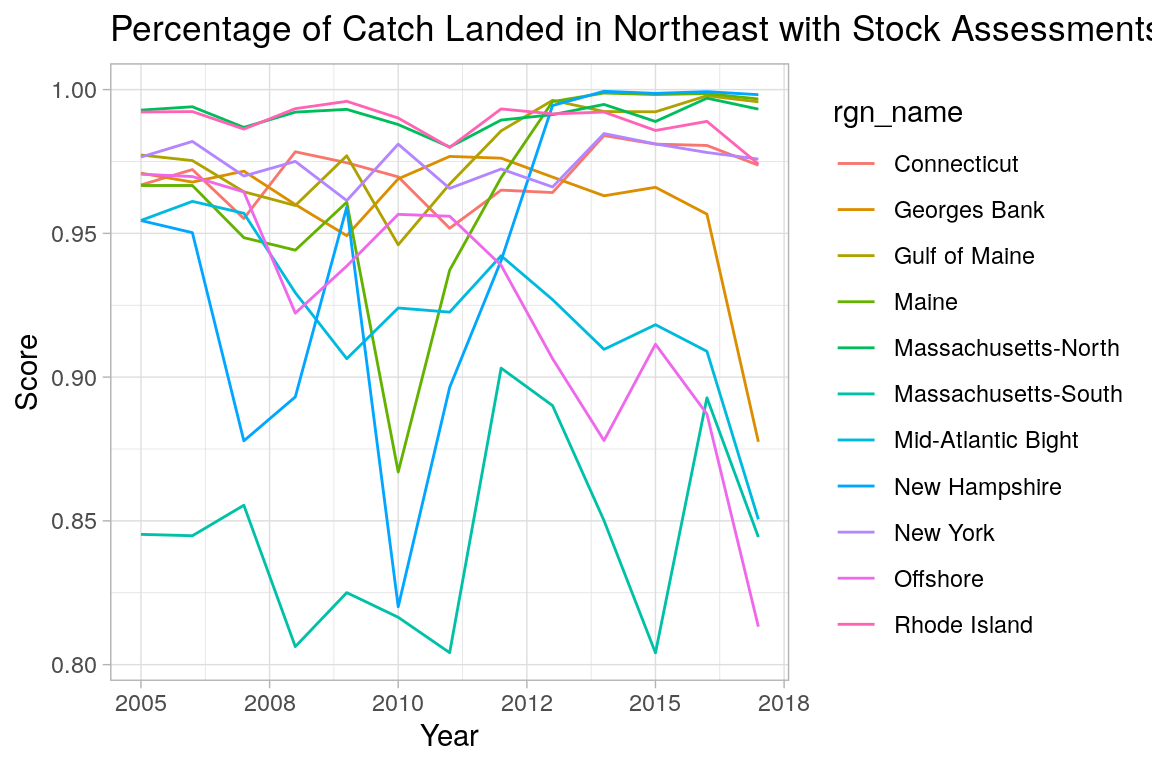 Percentage of Catch Landed in Northeast with Stock Assessments
1.00
0.95
0.90
0.85
0.80
Score
2005 2008 2010 2012 2015 2018
Year
rgn_name
Connecticut
Georges Bank
Gulf of Maine
Maine
Massachusetts-North
Massachusetts-South
Mid-Atlantic Bight
New Hampshire
New York
Offshore
Rhode Island